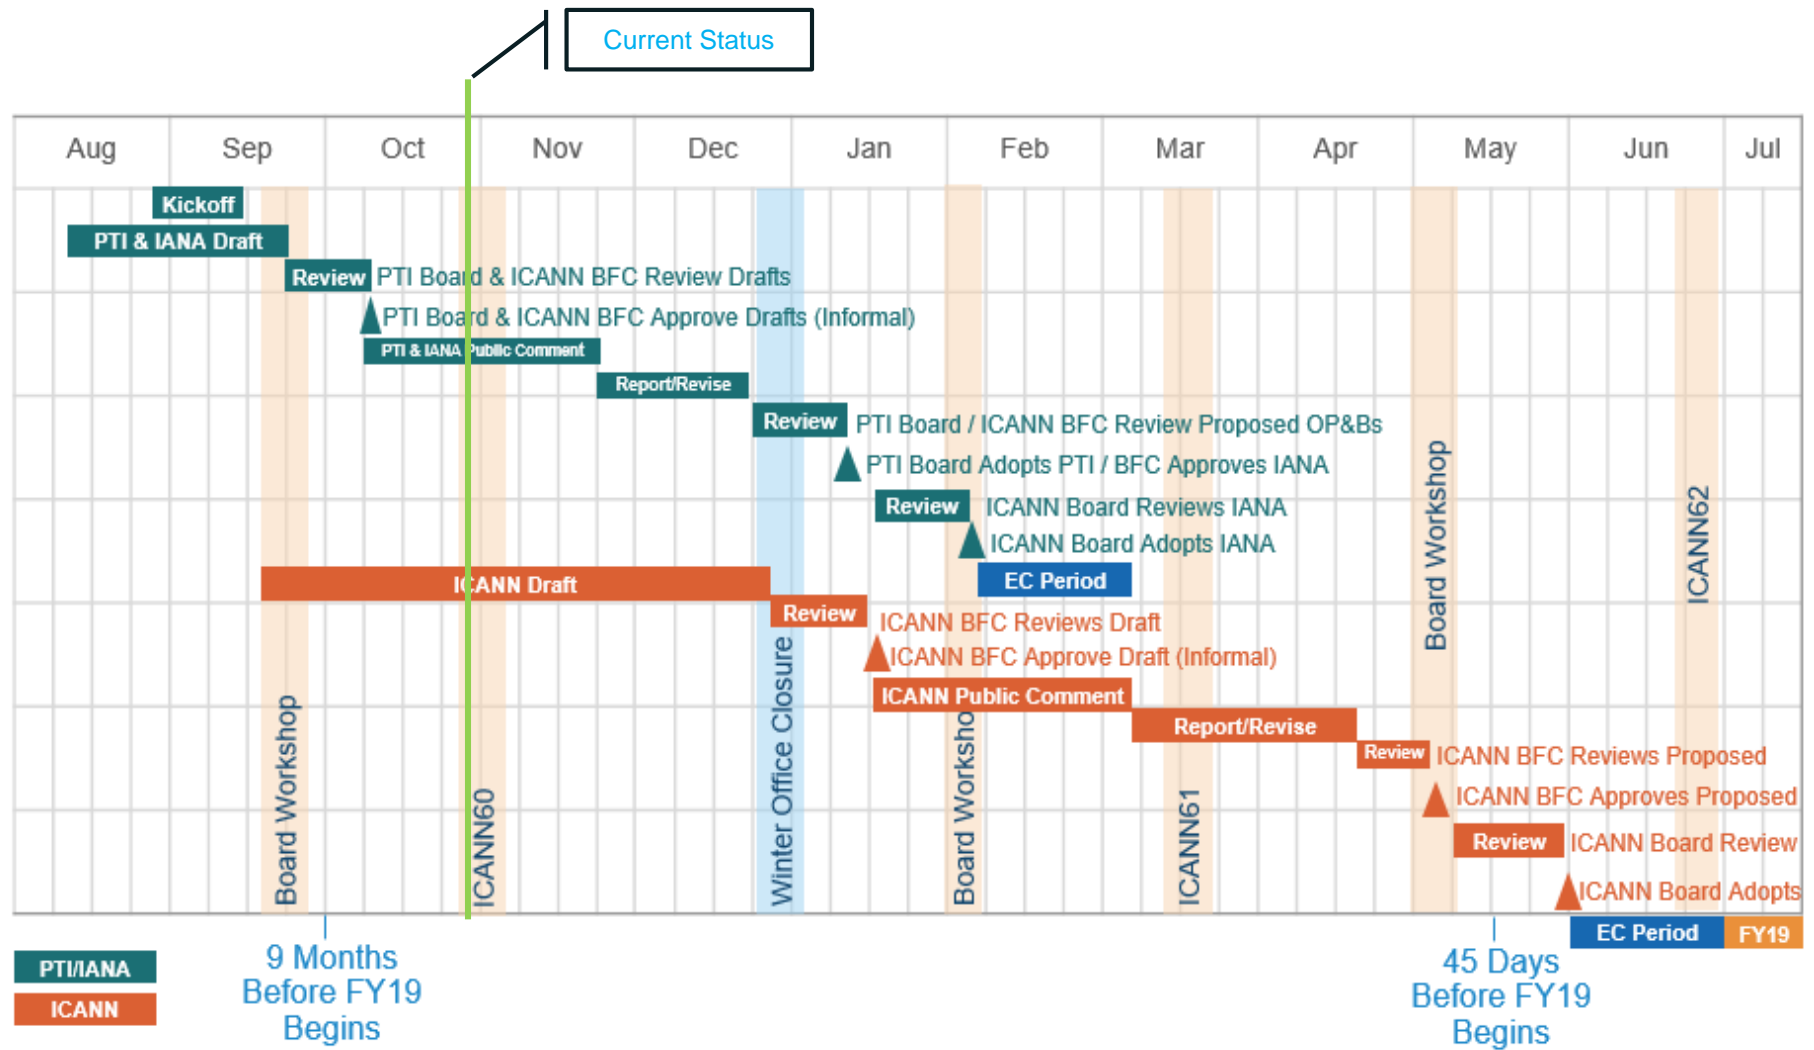 Current Status
Aug Sep Oct Nov Dec Jan Feb Mar Apr May Jun Jul
Kickoff
PTI & IANA Draft
Review PTI Board & ICANN BFC Review Drafts
PTI Board & ICANN BFC Approve Drafts (Informal)
PTI & IANA Public Comment
Report/Revise
Review PTI Board / ICANN BFC Review Proposed OP&Bs
PTI Board Adopts PTI / BFC Approves IANA
Review ICANN Board Reviews IANA
ICANN Board Adopts IANA
ICANN Draft
EC Period
Review ICANN BFC Reviews Draft
ICANN BFC Approve Draft (Informal)
ICANN Public Comment
Report/Revise
Review ICANN BFC Reviews Proposed
ICANN BFC Approves Proposed
Review ICANN Board Review
ICANN Board Adopts
Board Workshop
ICANN60
Winter Office Closure
Board Worksho
ICANN61
Board Workshop
ICANN62
EC Period
FY19
PTI/IANA
ICANN
9 Months
Before FY19
Begins
45 Days
Before FY19
Begins